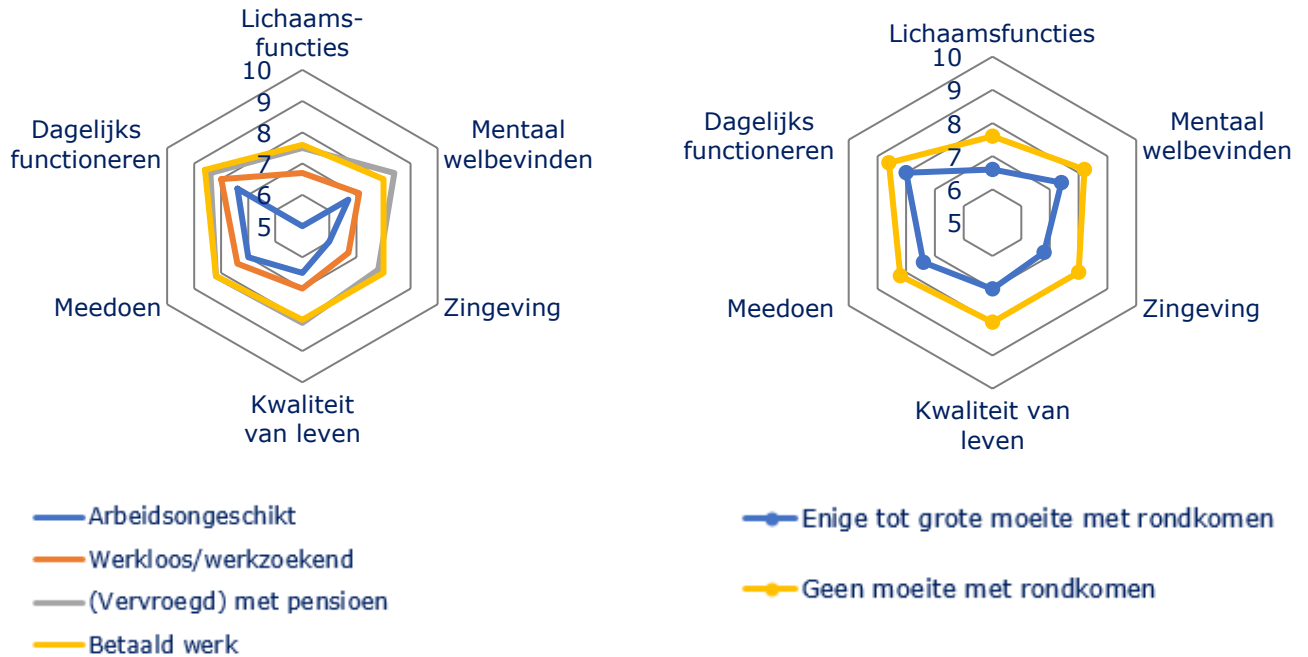 Lichaams-
functies
10
9
8
7
6
5
Dagelijks
functioneren
Mentaal
welbevinden
Meedoen
Zingeving
Kwaliteit
van leven
Arbeidsongeschikt
Werkloos/werkzoekend
(Vervroegd) met pensioen
Betaald werk
Lichaamsfuncties
10
9
8
7
6
5
Dagelijks
functioneren
Mentaal
welbevinden
Meedoen
Zingeving
Kwaliteit van
leven
Enige tot grote moeite met rondkomen
Geen moeite met rondkomen